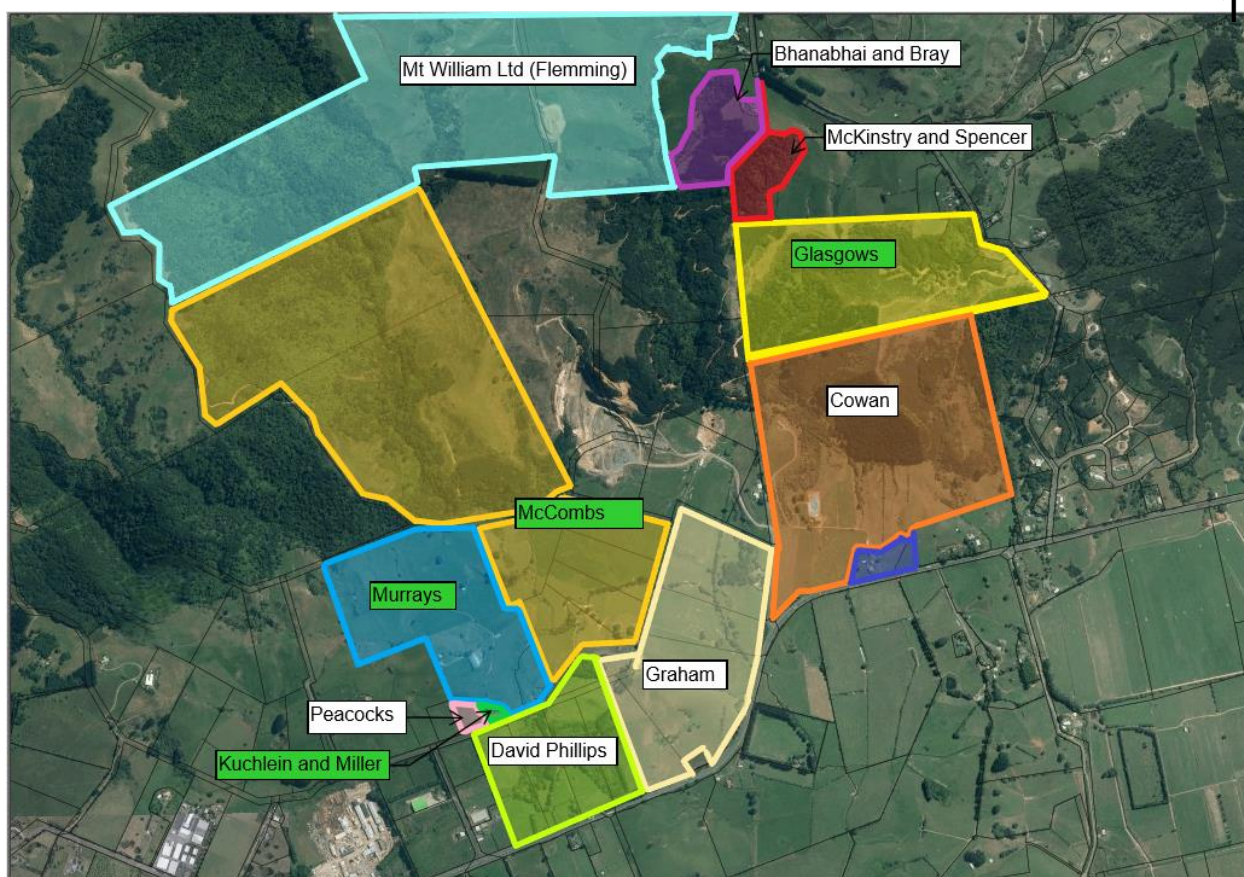 Bhanabhai and Bray
Mt William Ltd (Flemming)
McKinstry and Spencer
Glasgows
Cowan
McCombs
Murrays
Graham
Peacocks
David Phillips
Kuchlein and Miller